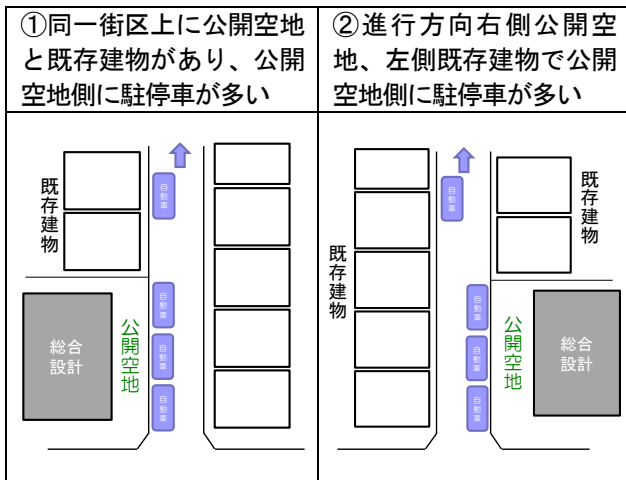 ①同一街区上に公開空地
と既存建物があり、公開
空地側に駐停車が多い
②進行方向右側公開空
地、左側既存建物で公開
空地側に駐停車が多い
既存建物
自動車
自動車
自動車
自動車
公開空地
総合
設計
既存建物
自動車
既存建物
自動車
自動車
自動車
公開空地
総合
設計